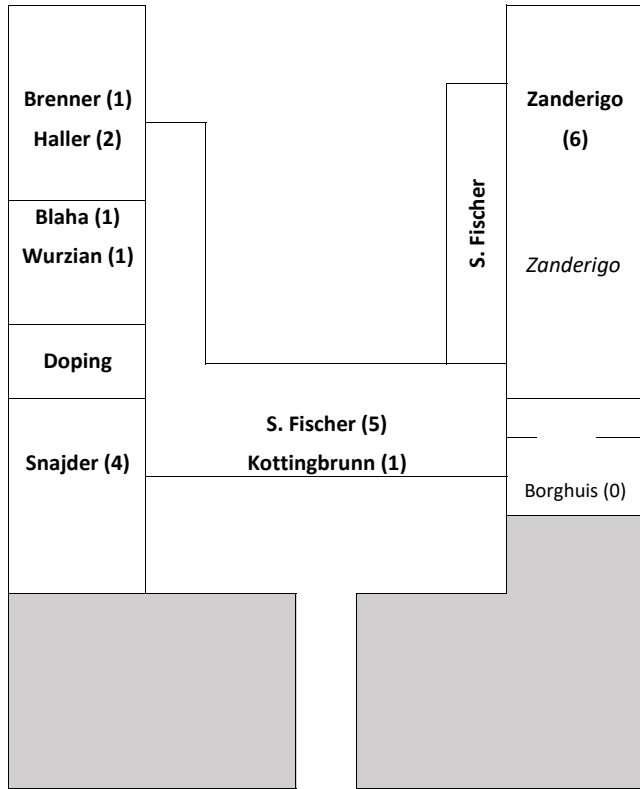 Brenner (1)
Haller (2)
Blaha (1)
Wurzian (1)
Doping
Snajder (4)
S. Fischer (5)
Kottingbrunn (1)
S. Fischer
Zanderigo
(6)
Zanderigo
Borghuis (0)